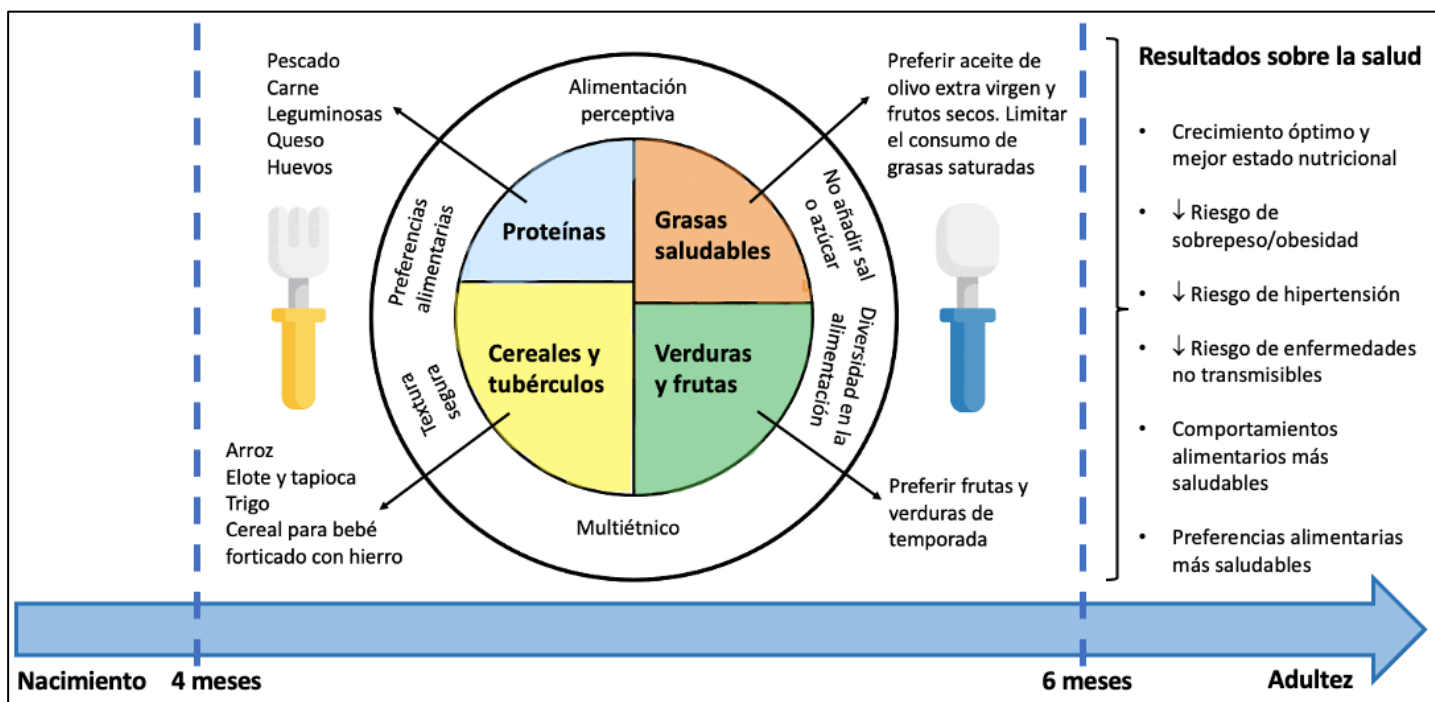 Pescado
Carne
Leguminosas
Queso
Huevos
Alimentación
perceptiva
Preferir aceite de
olivo extra virgen y
frutos secos. Limitar
el consumo de
grasas saturadas
Preferencias
alimentarias
No añadir sal
o azúcar
Proteínas
Grasas
saludables
Cereales y
tubérculos
Verduras
y frutas
Textura
segura
Diversidad en la
alimentación
Arroz
Elote y tapioca
Trigo
Cereal para bebé
forticado con hierro
Multiétnico
Preferir frutas y
verduras de
temporada
Resultados sobre la salud
• Crecimiento óptimo y
mejor estado nutricional
• ↓ Riesgo de
sobrepeso/obesidad
• ↓ Riesgo de hipertensión
• ↓ Riesgo de enfermedades
no transmisibles
• Comportamientos
alimentarios más
saludables
• Preferencias alimentarias
más saludables
Nacimiento
4 meses
6 meses
Adultez